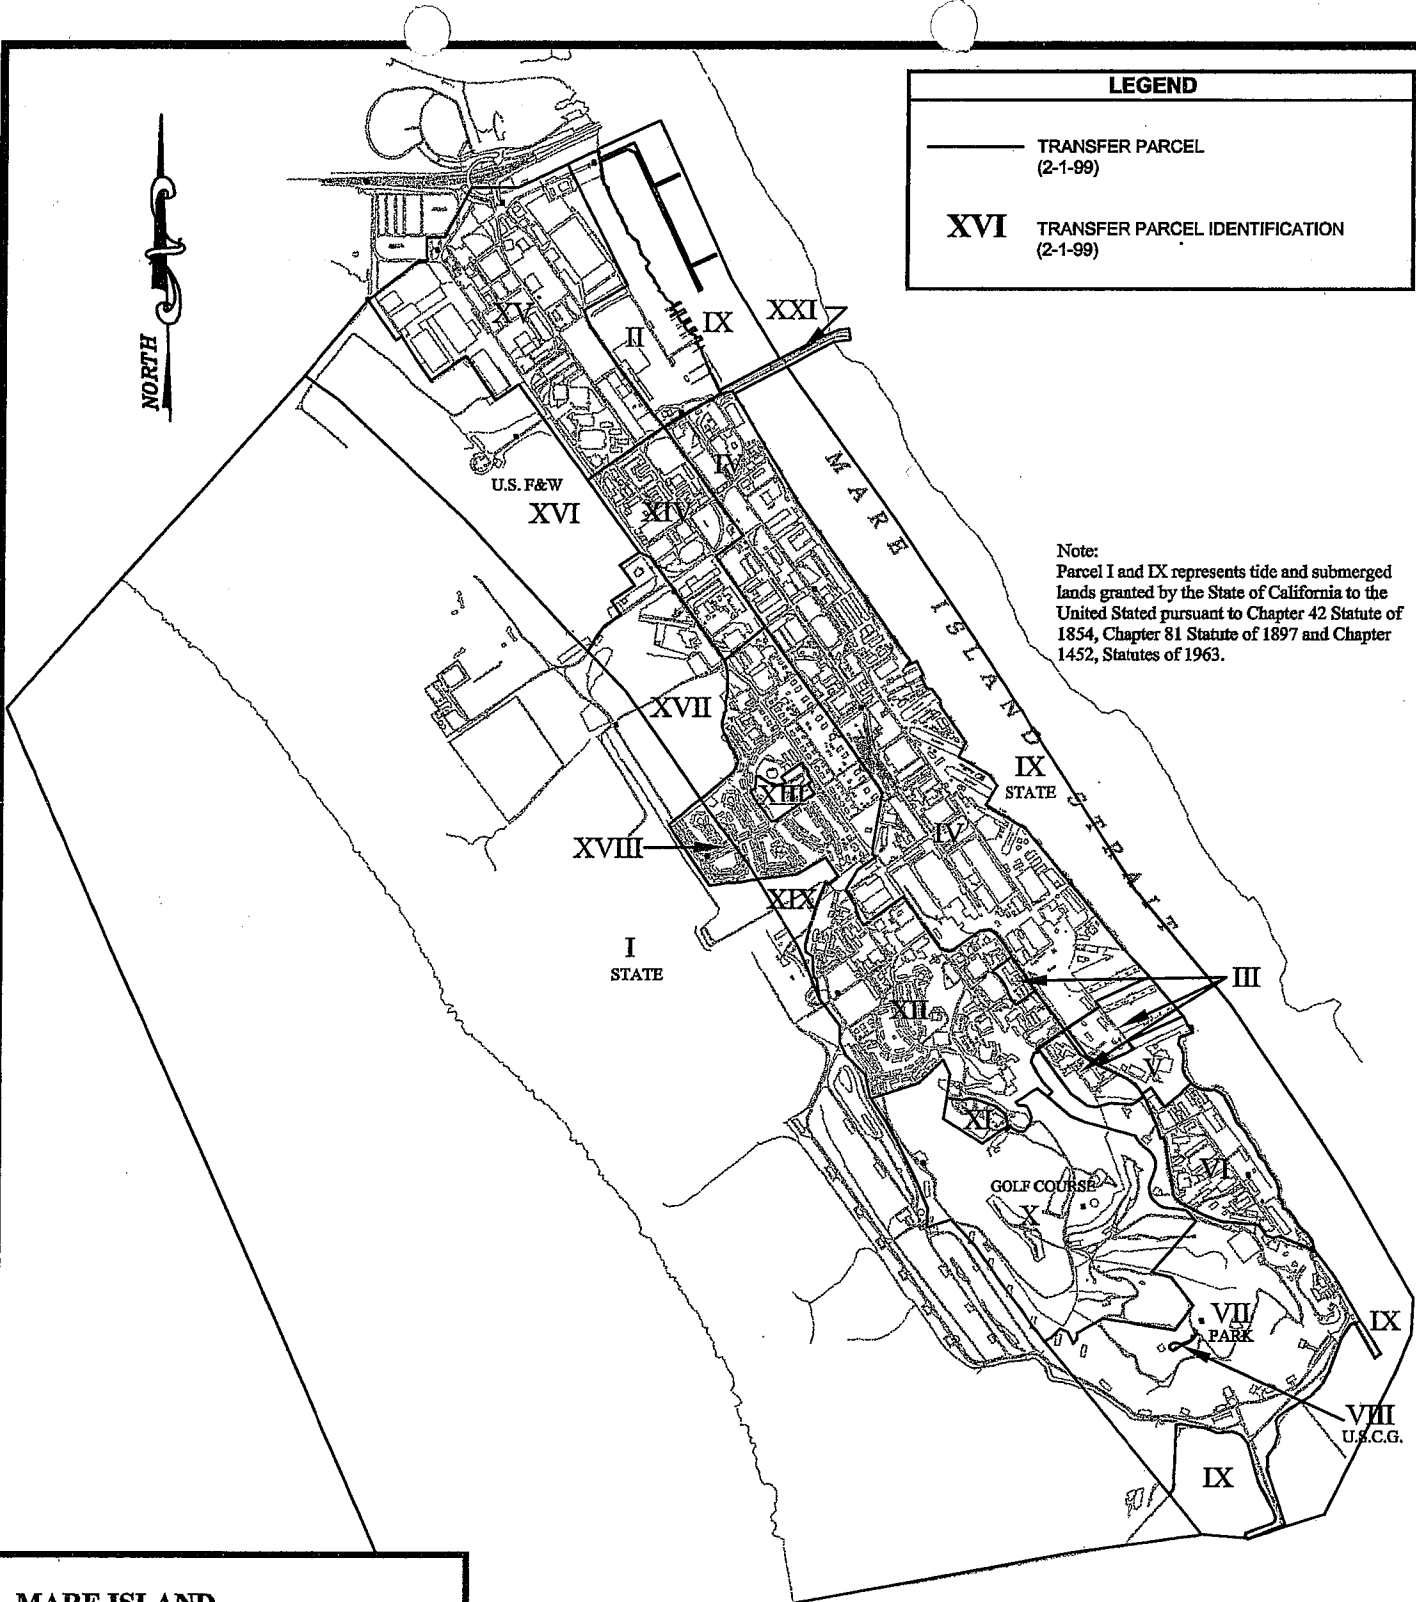 LEGEND
TRANSFER PARCEL
(2-1-99)
XVI
TRANSFER PARCEL IDENTIFICATION
(2-1-99)
NORTH
XV
II
IX
XXI
IV
U.S. F&W
XVI
XIV
MARE ISLAND STRAIT
Note:
Parcel I and IX represents tide and submerged
lands granted by the State of California to the
United Stated pursuant to Chapter 42 Statute of
1854, Chapter 81 Statute of 1897 and Chapter
1452, Statutes of 1963.
XVII
IX
STATE
XIII
IV
XVIII
XIX
I
STATE
III
XII
V
XI
VI
GOLF COURSE
X
VII
PARK
IX
VIII
U.S.C.G.
IX
MARE ISLAND